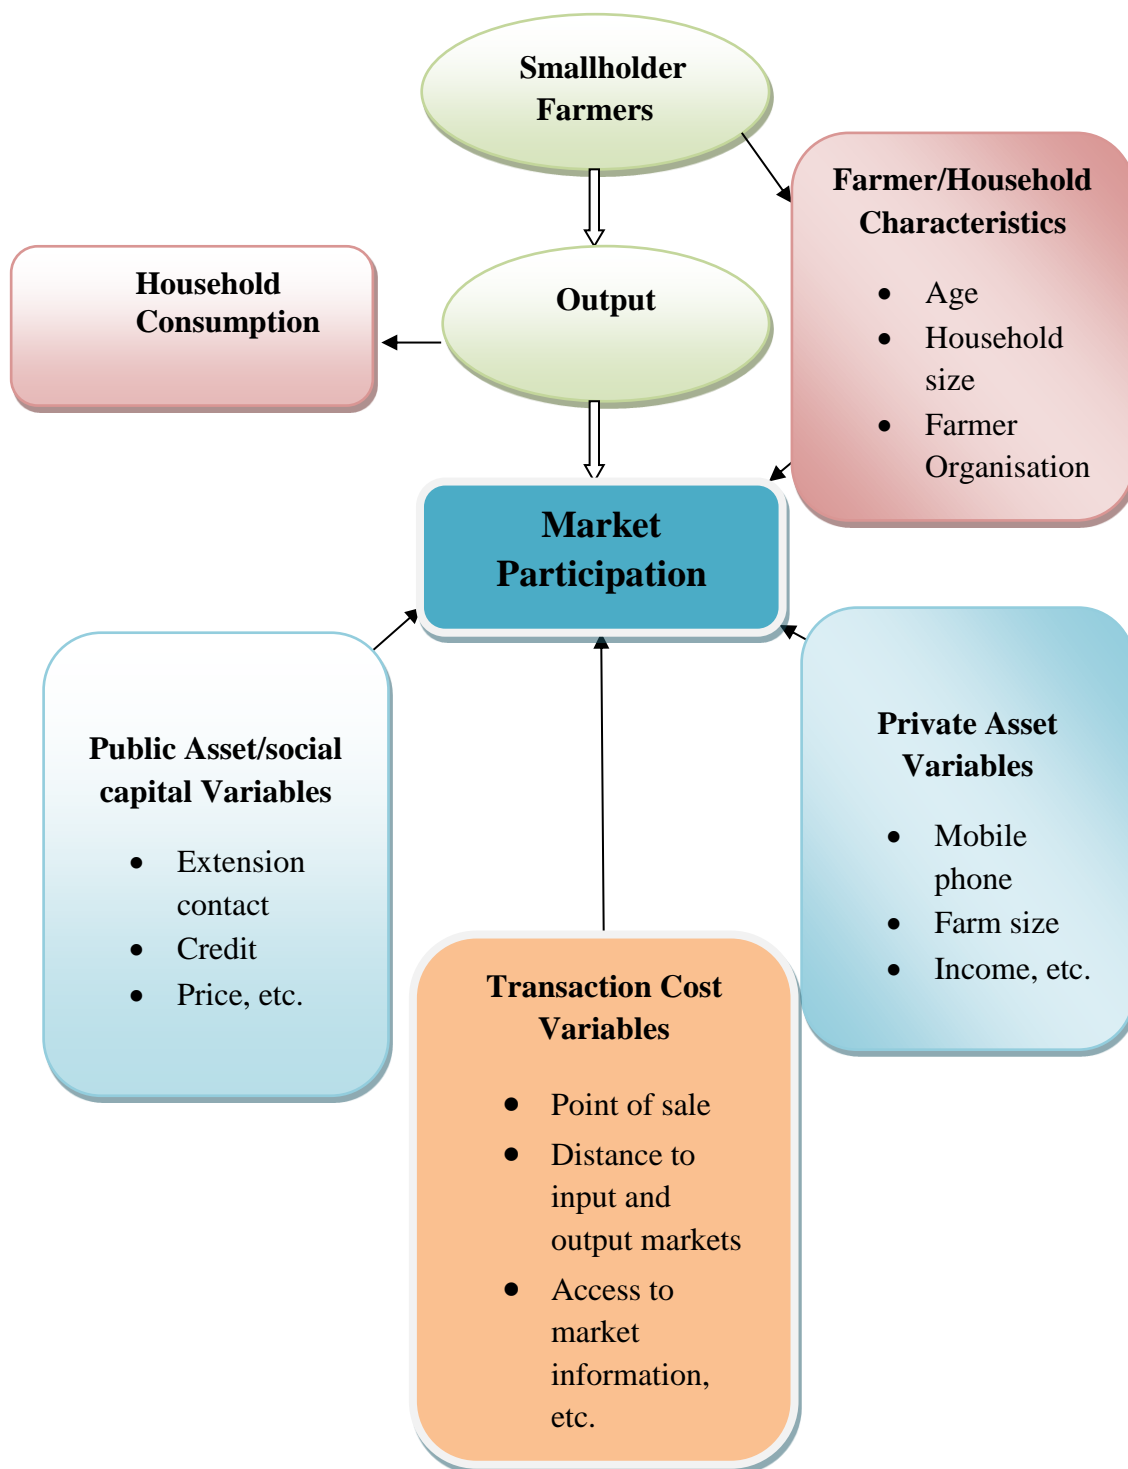 Smallholder
Farmers
Farmer/Household
Characteristics
• Age
• Household
size
• Farmer
Organisation
Household
Consumption
Output
Market
Participation
Public Asset/social
capital Variables
• Extension
contact
• Credit
• Price, etc.
Private Asset
Variables
• Mobile
phone
• Farm size
• Income, etc.
Transaction Cost
Variables
• Point of sale
• Distance to
input and
output markets
• Access to
market
information,
etc.